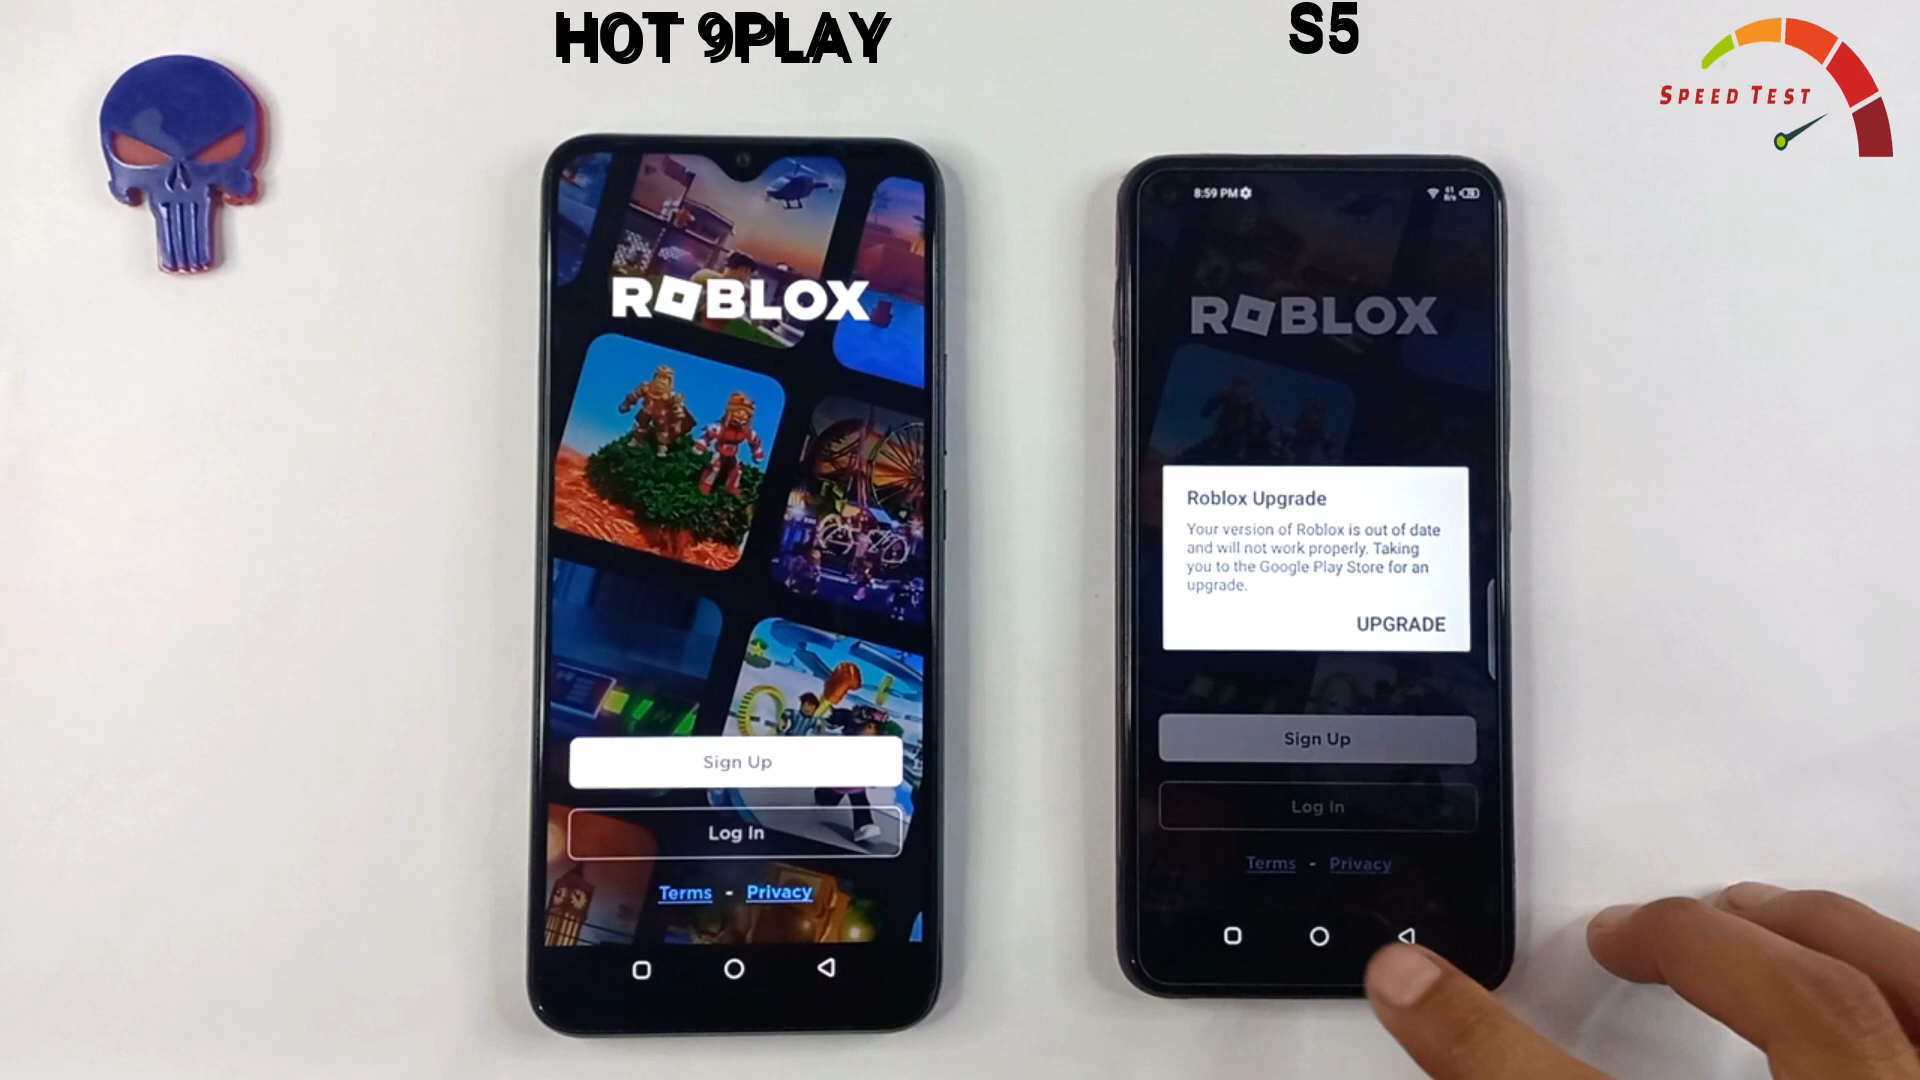 HOT 9PLAY
S5
SPEED TEST
ROBLOX
Sign Up
Log In
Terms - Privacy
8:59 PM
ROBLOX
Roblox Upgrade
Your version of Roblox is out of date
and will not work properly. Taking
you to the Google Play Store for an
upgrade.
UPGRADE
Sign Up
Log In
Terms - Privacy